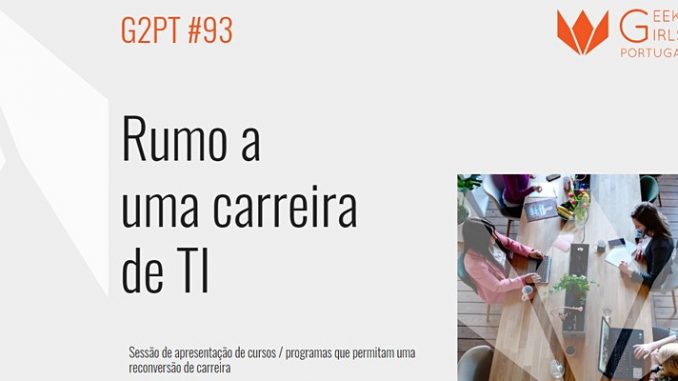 G2PT #93
GEEK
GIRLS
PORTUGAL
Rumo a
uma carreira
de TI
Sessão de apresentação de cursos / programas que permitam uma
reconversão de carreira